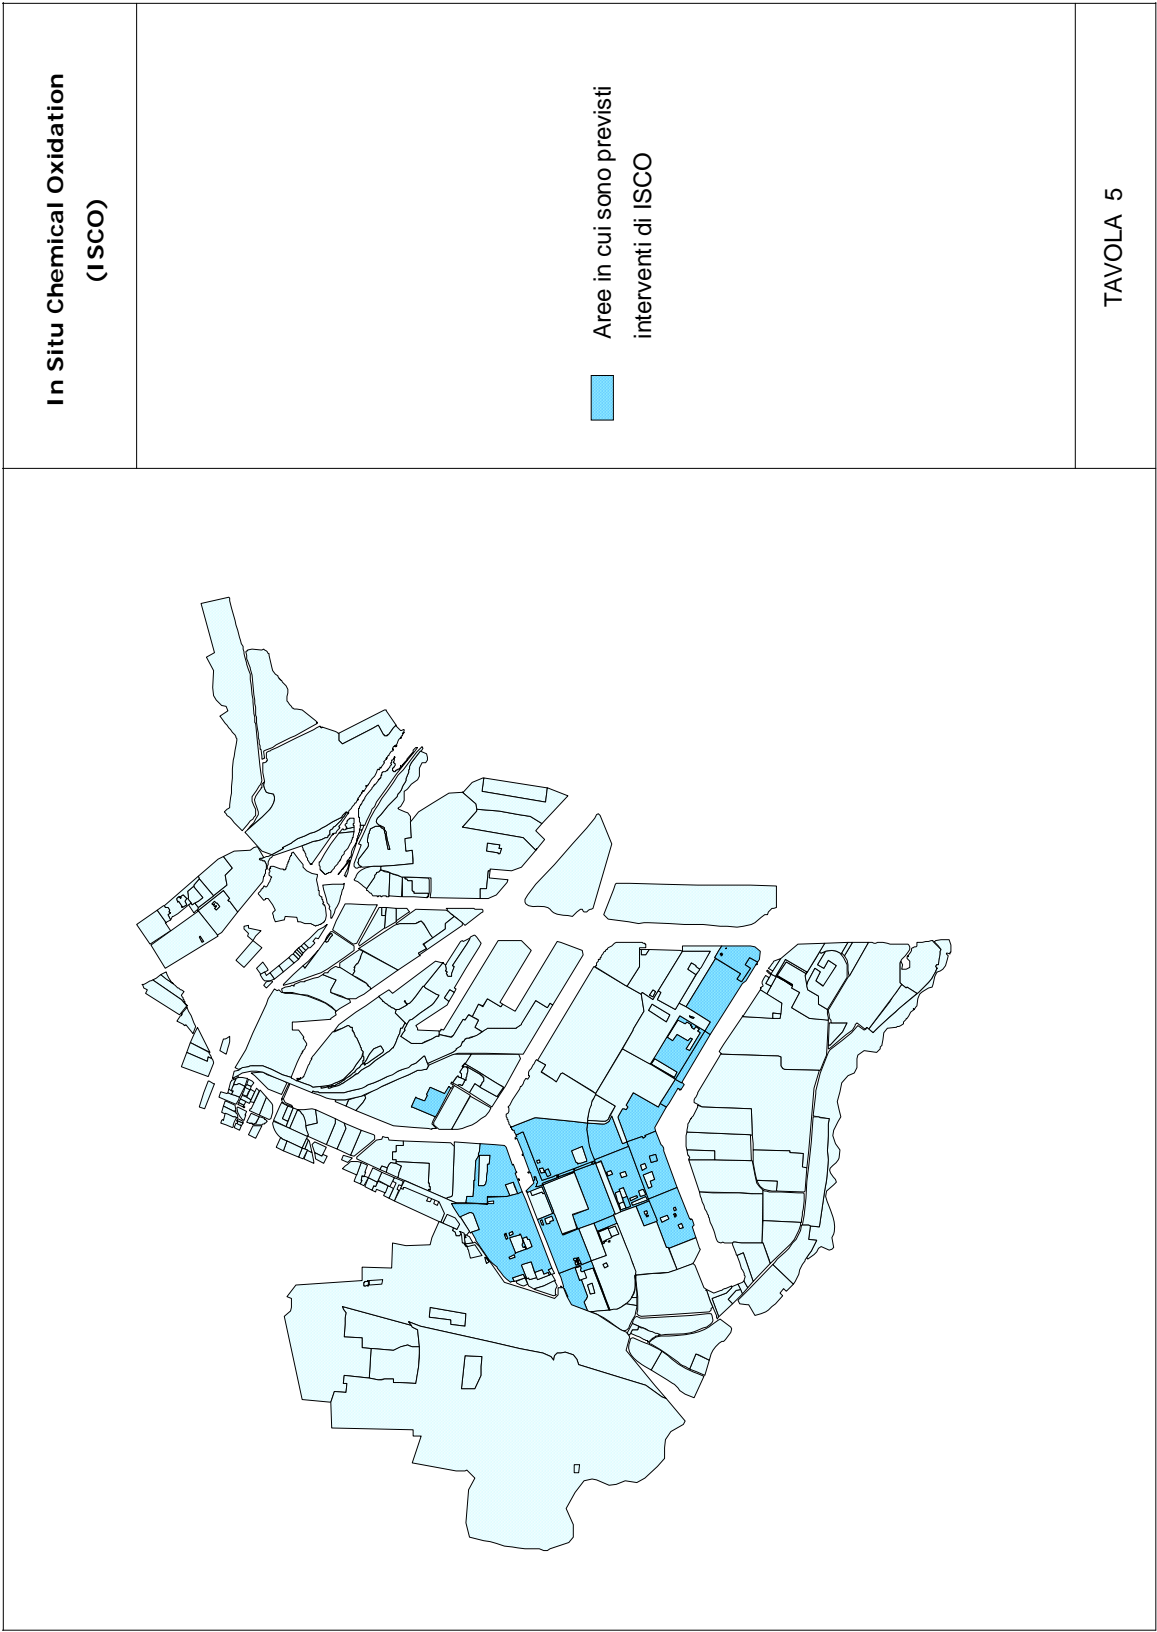 In Situ Chemical Oxidation
(ISCO)
Aree in cui sono previsti
interventi di ISCO
TAVOLA 5